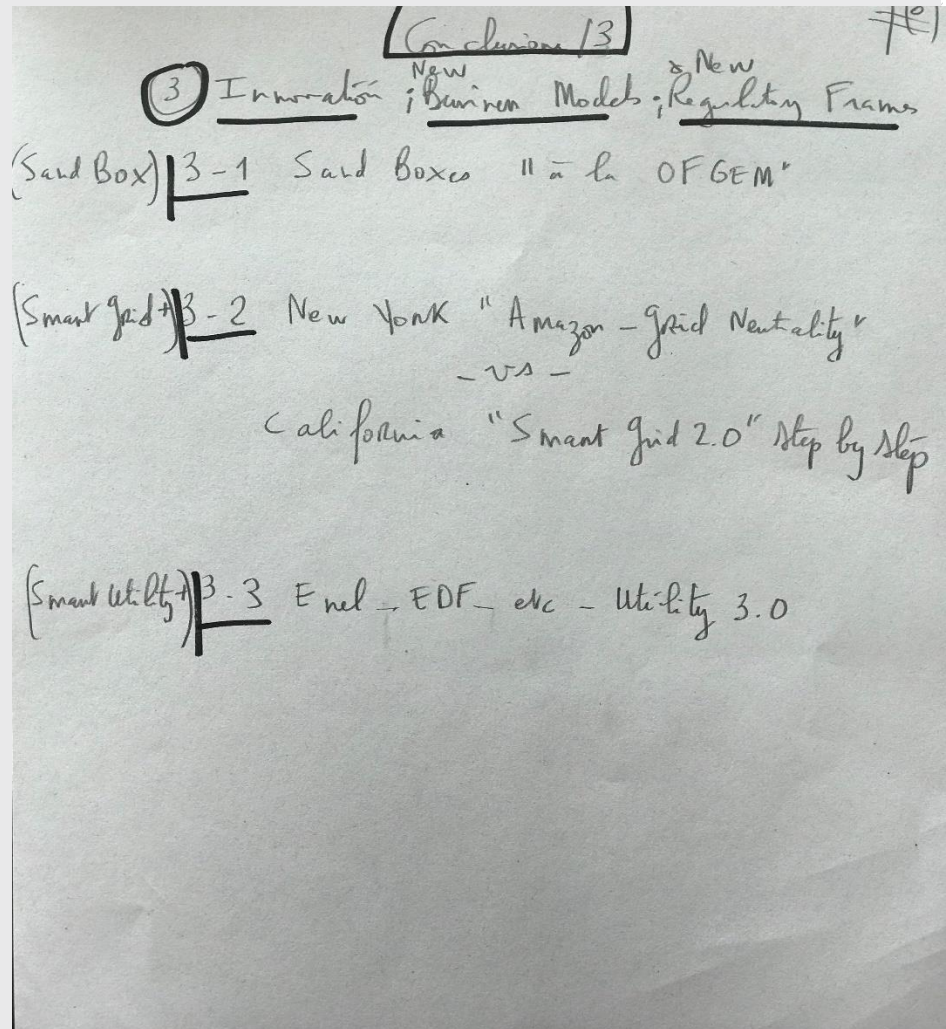 Conclusion /3
③ Innovation ; New Business Models ; & New Regulatory Frames
(Sand Box) 3-1 Sand Boxes "à la OFGEM"
(Smart grid+) 3-2 New York "Amazon-grid Neutrality"
- vs -
California "Smart grid 2.0" step by step
(Smart Utility+) 3.3 Enel - EDF - etc - Utility 3.0